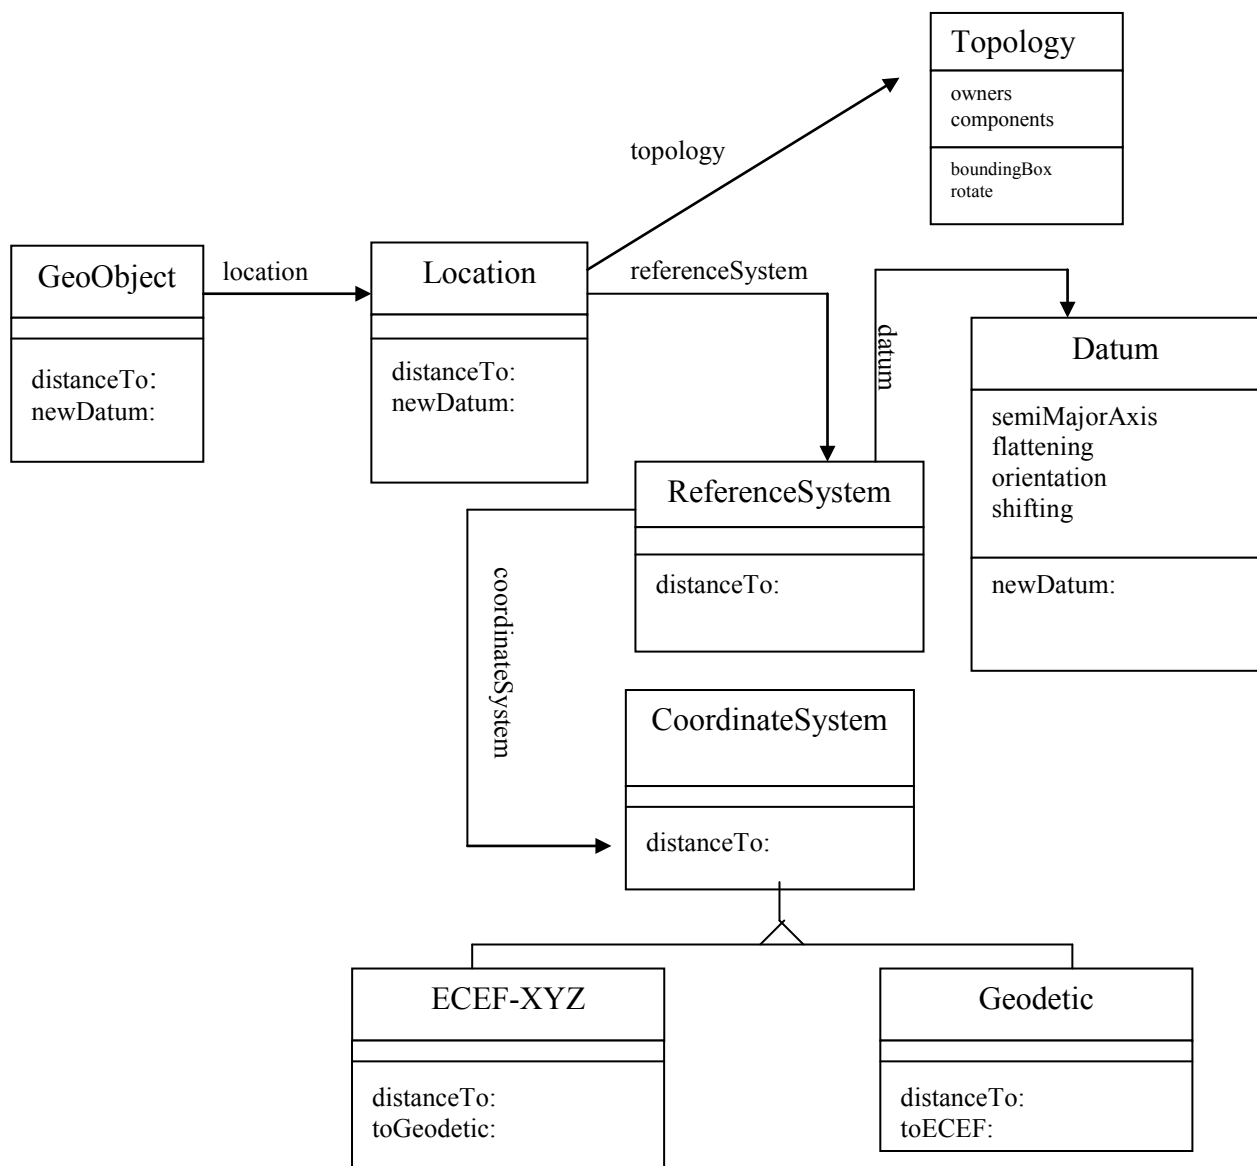 Topology
owners
components
boundingBox
rotate
topology
GeoObject
distanceTo:
newDatum:
location
Location
distanceTo:
newDatum:
referenceSystem
datum
Datum
semiMajorAxis
flattening
orientation
shifting
newDatum:
ReferenceSystem
distanceTo:
coordinateSystem
CoordinateSystem
distanceTo:
ECEF-XYZ
distanceTo:
toGeodetic:
Geodetic
distanceTo:
toECEF: